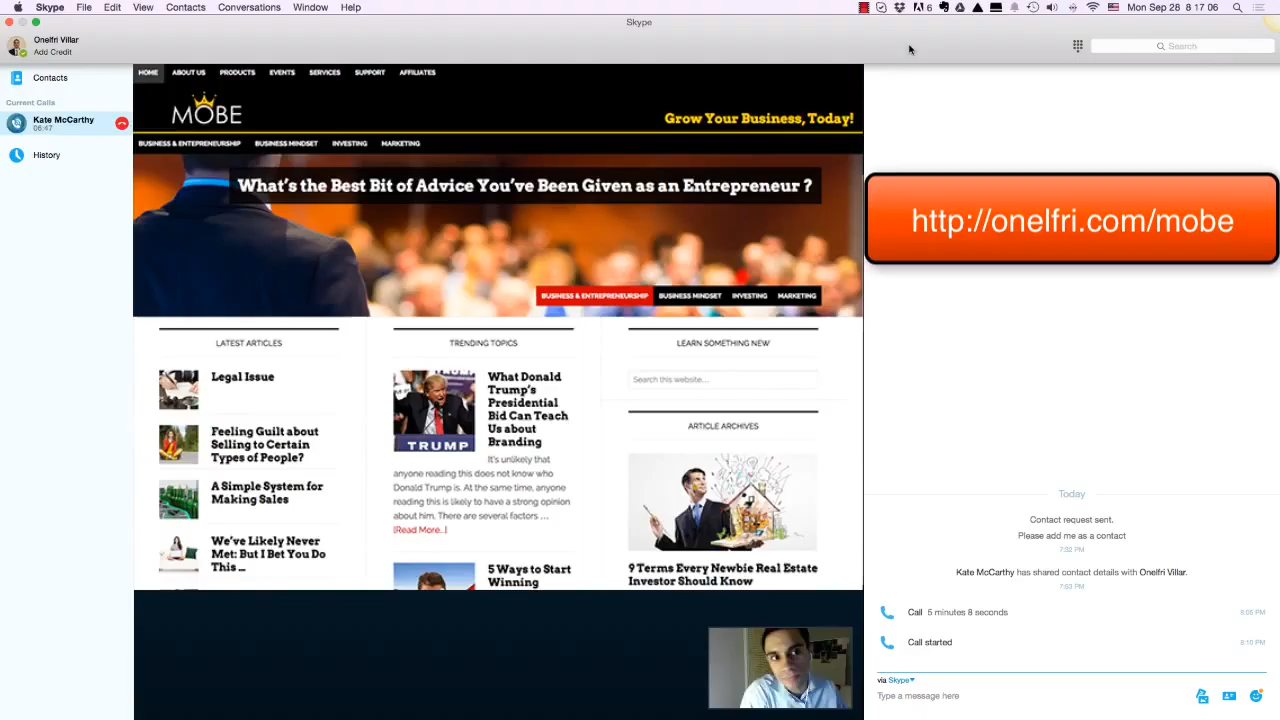 Skype File Edit View Contacts Conversations Window Help
6 Mon Sep 28 8 17 06
Skype
Onelfri Villar
Add Credit
Search
Contacts
Current Calls
Kate McCarthy
06:47
History
HOME ABOUT US PRODUCTS EVENTS SERVICES SUPPORT AFFILIATES
MOBE
Grow Your Business, Today!
BUSINESS & ENTEPRENEURSHIP BUSINESS MINDSET INVESTING MARKETING
What's the Best Bit of Advice You've Been Given as an Entrepreneur ?
BUSINESS & ENTREPRENEURSHIP BUSINESS MINDSET INVESTING MARKETING
http://onelfri.com/mobe
LATEST ARTICLES
Legal Issue
Feeling Guilt about
Selling to Certain
Types of People?
A Simple System for
Making Sales
We've Likely Never
Met: But I Bet You Do
This ...
TRENDING TOPICS
TRUMP
What Donald
Trump's
Presidential
Bid Can Teach
Us about
Branding
It's unlikely that
anyone reading this does not know who
Donald Trump is. At the same time, anyone
reading this is likely to have a strong opinion
about him. There are several factors ...
[Read More..]
5 Ways to Start
Winning
LEARN SOMETHING NEW
Search this website...
ARTICLE ARCHIVES
9 Terms Every Newbie Real Estate
Investor Should Know
Today
Contact request sent.
Please add me as a contact
7:32 PM
Kate McCarthy has shared contact details with Onelfri Villar.
7:53 PM
Call 5 minutes 8 seconds
Call started
8:10 PM
via Skype
Type a message here